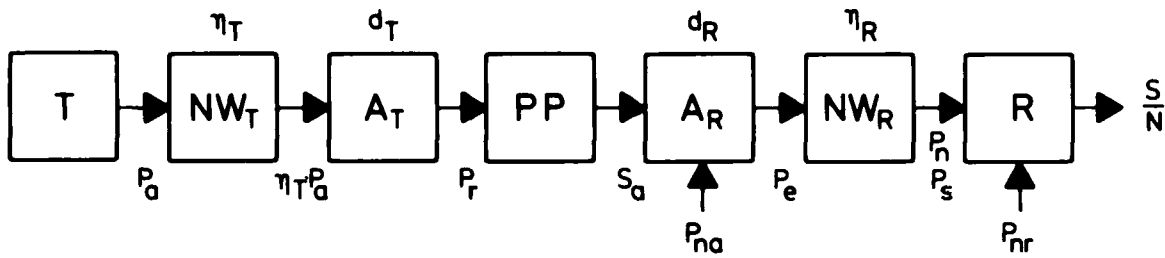 η_T d_T d_R η_R
T NW_T A_T PP A_R NW_R R S/N
P_a η_T·P_a P_r S_a P_e P_n
P_s
P_na P_nr